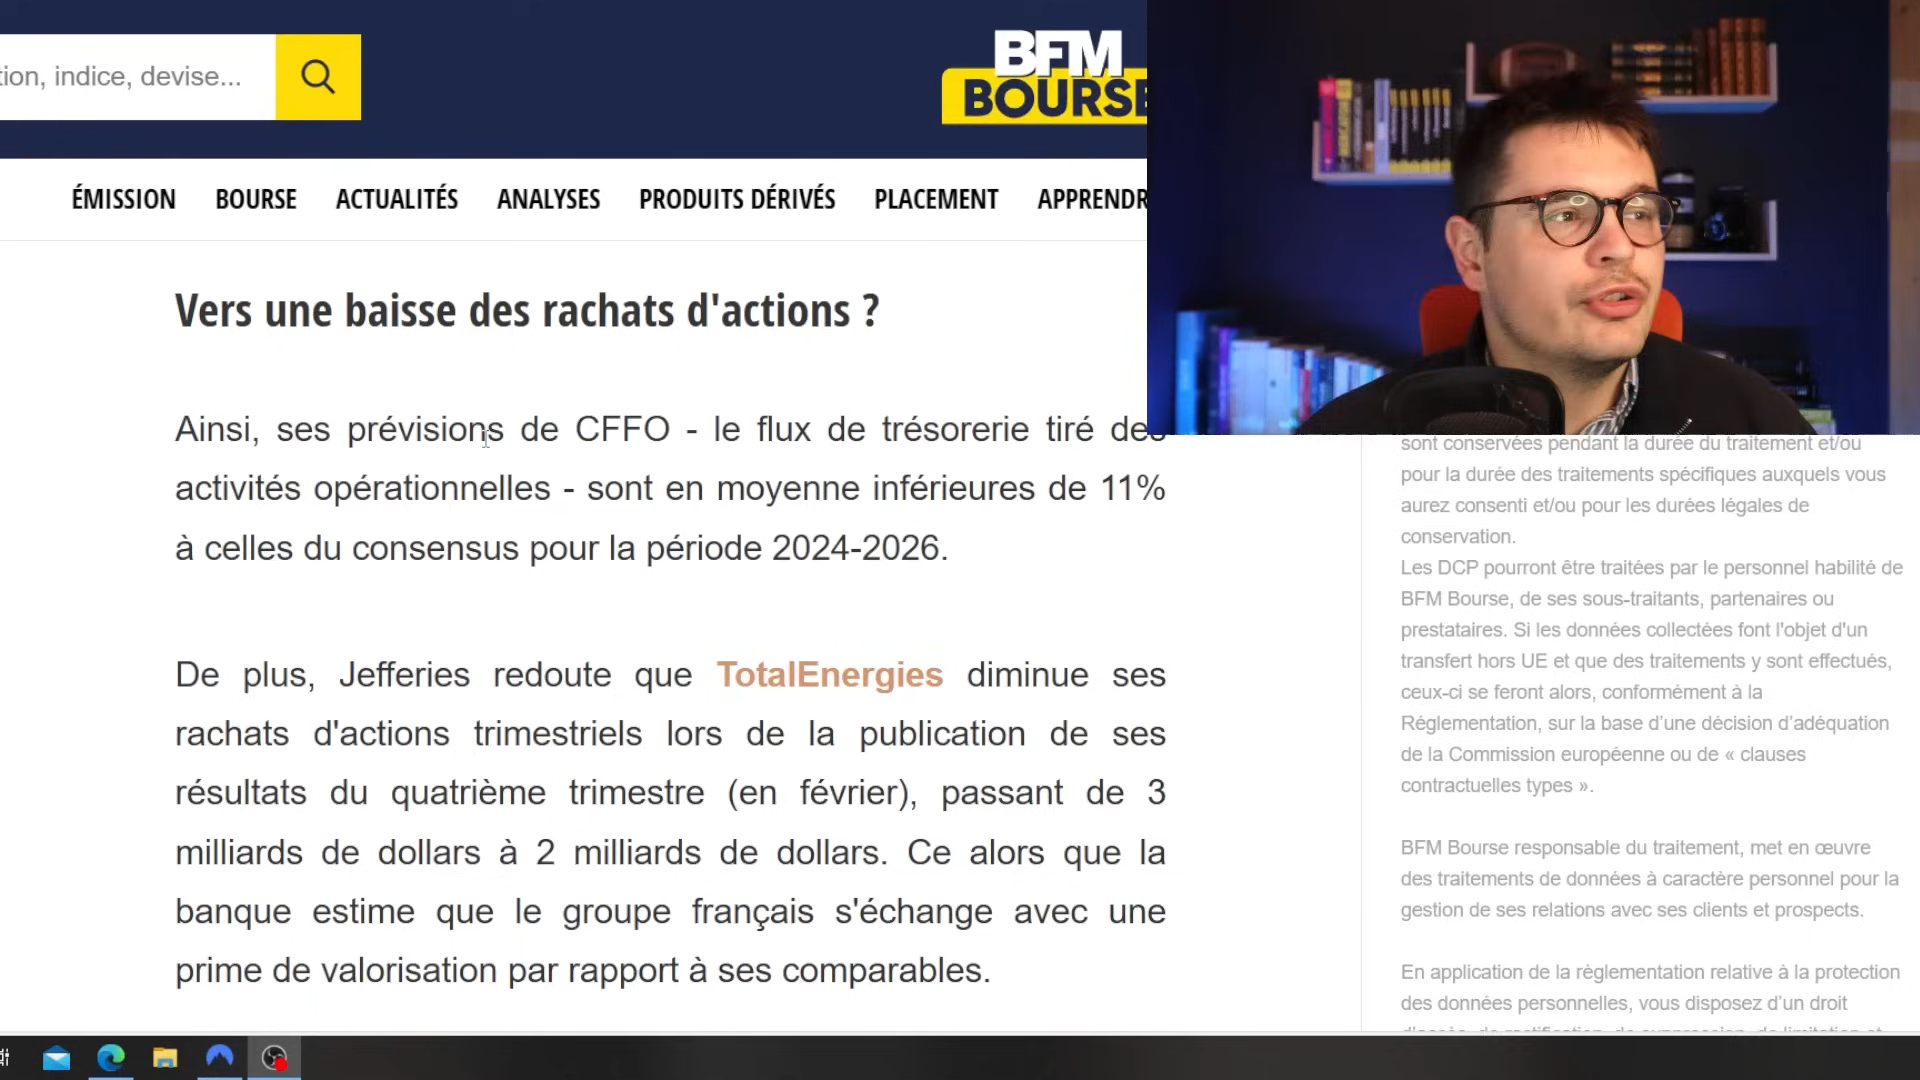 tion, indice, devise...
BFM
BOURSE
ÉMISSION BOURSE ACTUALITÉS ANALYSES PRODUITS DÉRIVÉS PLACEMENT APPRENDR
Vers une baisse des rachats d'actions ?
Ainsi, ses prévisions de CFFO - le flux de trésorerie tiré des
activités opérationnelles - sont en moyenne inférieures de 11%
à celles du consensus pour la période 2024-2026.
De plus, Jefferies redoute que TotalEnergies diminue ses
rachats d'actions trimestriels lors de la publication de ses
résultats du quatrième trimestre (en février), passant de 3
milliards de dollars à 2 milliards de dollars. Ce alors que la
banque estime que le groupe français s'échange avec une
prime de valorisation par rapport à ses comparables.
sont conservées pendant la durée du traitement et/ou
pour la durée des traitements spécifiques auxquels vous
aurez consenti et/ou pour les durées légales de
conservation.
Les DCP pourront être traitées par le personnel habilité de
BFM Bourse, de ses sous-traitants, partenaires ou
prestataires. Si les données collectées font l'objet d'un
transfert hors UE et que des traitements y sont effectués,
ceux-ci se feront alors, conformément à la
Réglementation, sur la base d’une décision d’adéquation
de la Commission européenne ou de « clauses
contractuelles types ».
BFM Bourse responsable du traitement, met en œuvre
des traitements de données à caractère personnel pour la
gestion de ses relations avec ses clients et prospects.
En application de la règlementation relative à la protection
des données personnelles, vous disposez d’un droit